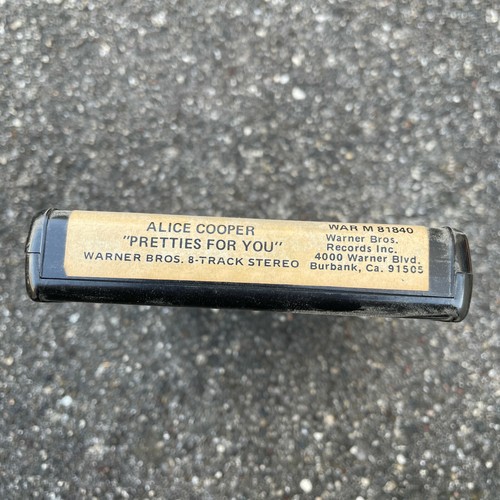 ALICE COOPER
"PRETTIES FOR YOU"
WARNER BROS. 8-TRACK STEREO
WAR M 81840
Warner Bros.
Records Inc.
4000 Warner Blvd.
Burbank, Ca. 91505